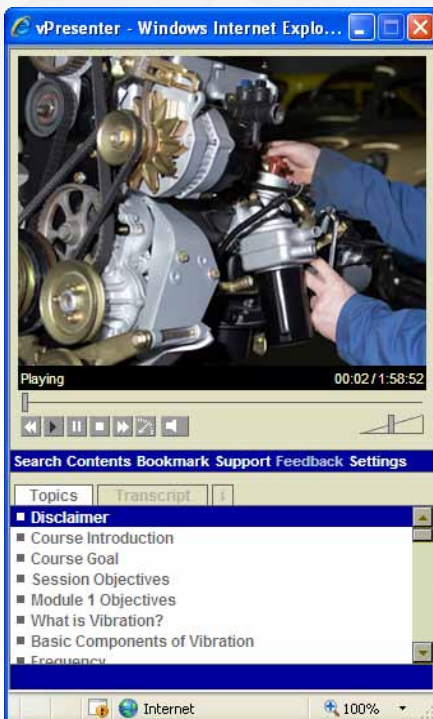 vPresenter - Windows Internet Explo...
Playing 00:02 / 1:58:52
Search Contents Bookmark Support Feedback Settings
Topics Transcript i
Disclaimer
Course Introduction
Course Goal
Session Objectives
Module 1 Objectives
What is Vibration?
Basic Components of Vibration
Frequency
Internet 100%